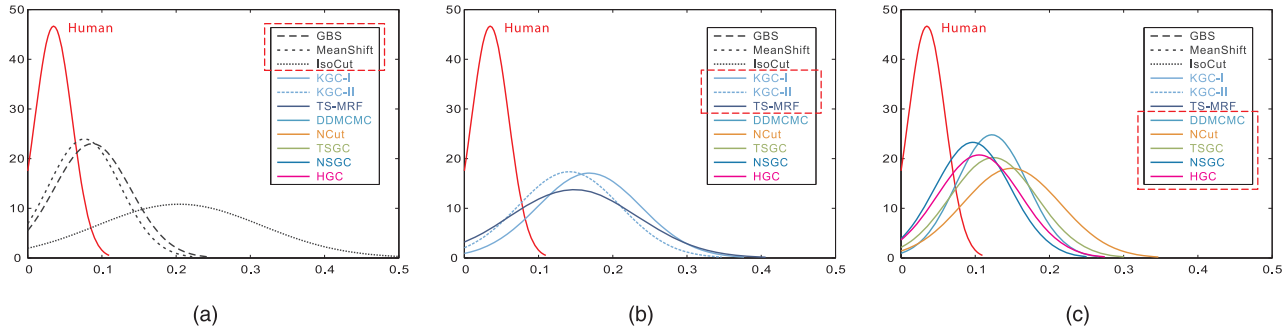 50
40
30
20
10
0
0
0.1
0.2
0.3
0.4
0.5
Human
GBS
MeanShift
IsoCut
KGC-I
KGC-II
TS-MRF
DDMCMC
NCut
TSGC
NSGC
HGC
(a)
50
40
30
20
10
0
0
0.1
0.2
0.3
0.4
0.5
Human
GBS
MeanShift
IsoCut
KGC-I
KGC-II
TS-MRF
DDMCMC
NCut
TSGC
NSGC
HGC
(b)
50
40
30
20
10
0
0
0.1
0.2
0.3
0.4
0.5
Human
GBS
MeanShift
IsoCut
KGC-I
KGC-II
TS-MRF
DDMCMC
NCut
TSGC
NSGC
HGC
(c)